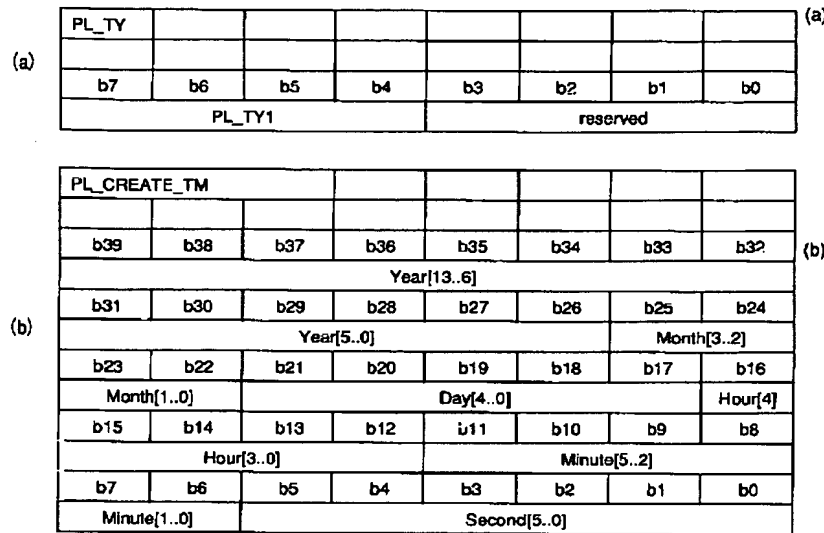 PL_TY (a)
(a)
b7 b6 b5 b4 b3 b2 b1 b0
PL_TY1 reserved
PL_CREATE_TM
b39 b38 b37 b36 b35 b34 b33 b32 (b)
Year[13..6]
b31 b30 b29 b28 b27 b26 b25 b24
(b) Year[5..0] Month[3..2]
b23 b22 b21 b20 b19 b18 b17 b16
Month[1..0] Day[4..0] Hour[4]
b15 b14 b13 b12 b11 b10 b9 b8
Hour[3..0] Minute[5..2]
b7 b6 b5 b4 b3 b2 b1 b0
Minute[1..0] Second[5..0]